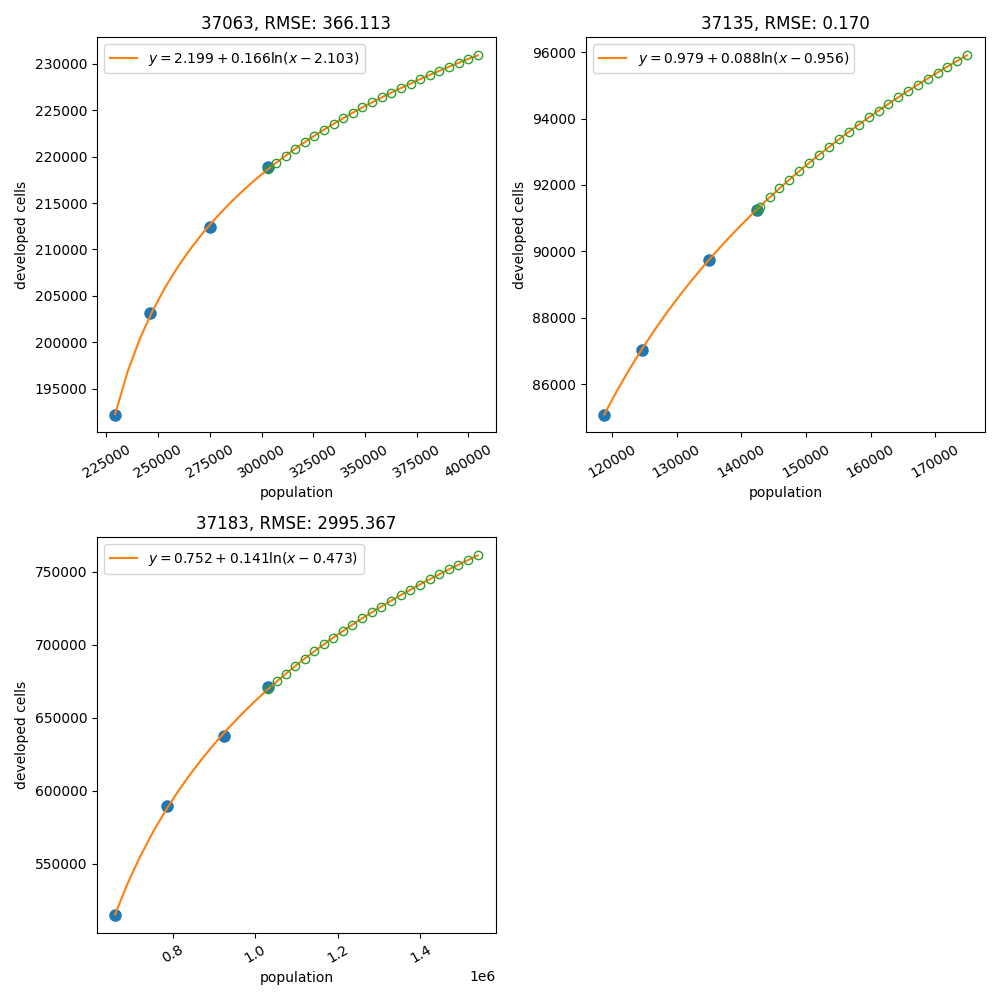 37063, RMSE: 366.113
y = 2.199 + 0.166ln(x − 2.103)
230000
225000
220000
215000
210000
205000
200000
195000
developed cells
225000 250000 275000 300000 325000 350000 375000 400000
population
37135, RMSE: 0.170
y = 0.979 + 0.088ln(x − 0.956)
96000
94000
92000
90000
88000
86000
developed cells
120000 130000 140000 150000 160000 170000
population
37183, RMSE: 2995.367
y = 0.752 + 0.141ln(x − 0.473)
750000
700000
650000
600000
550000
developed cells
0.8 1.0 1.2 1.4
population
1e6